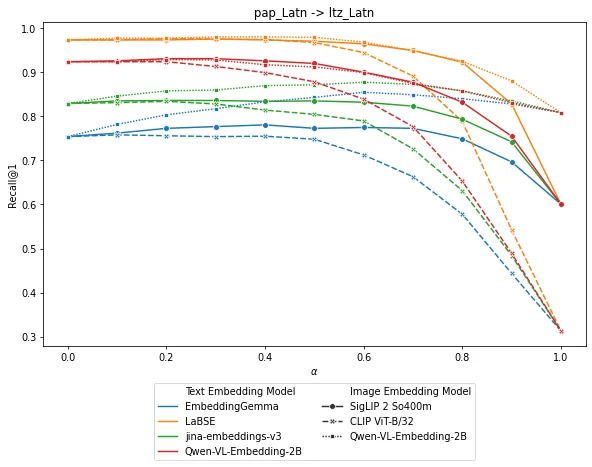 pap_Latn -> ltz_Latn
Recall@1
1.0
0.9
0.8
0.7
0.6
0.5
0.4
0.3
0.0 0.2 0.4 0.6 0.8 1.0
α
Text Embedding Model
EmbeddingGemma
LaBSE
jina-embeddings-v3
Qwen-VL-Embedding-2B
Image Embedding Model
SigLIP 2 So400m
CLIP ViT-B/32
Qwen-VL-Embedding-2B